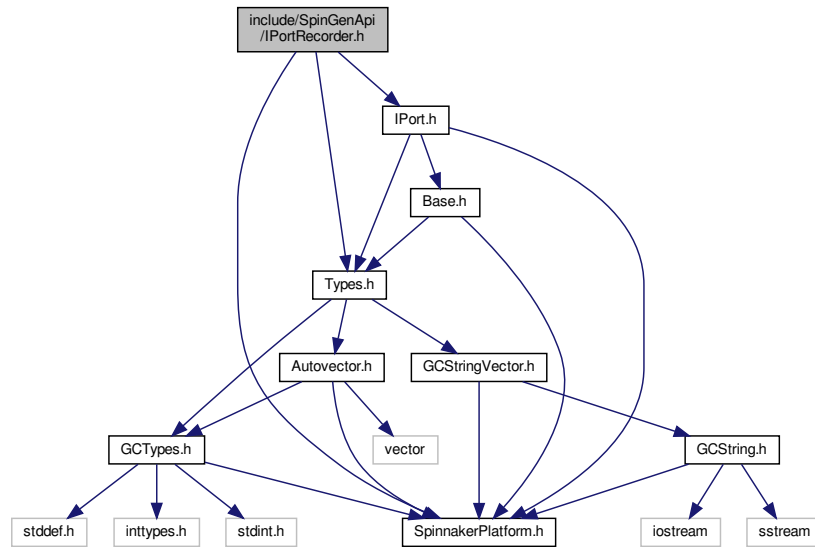 include/SpinGenApi
/IPortRecorder.h
IPort.h
Base.h
Types.h
Autovector.h
GCStringVector.h
GCTypes.h
vector
GCString.h
stddef.h
inttypes.h
stdint.h
SpinnakerPlatform.h
iostream
sstream